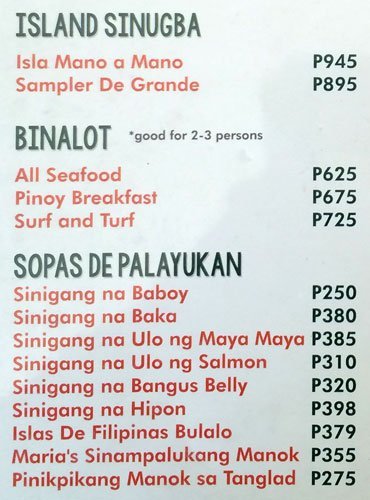 ISLAND SINUGBA
Isla Mano a Mano P945
Sampler De Grande P895
BINALOT *good for 2-3 persons
All Seafood P625
Pinoy Breakfast P675
Surf and Turf P725
SOPAS DE PALAYUKAN
Sinigang na Baboy P250
Sinigang na Baka P380
Sinigang na Ulo ng Maya Maya P385
Sinigang na Ulo ng Salmon P310
Sinigang na Bangus Belly P320
Sinigang na Hipon P398
Islas De Filipinas Bulalo P379
Maria's Sinampalukang Manok P355
Pinikpikang Manok sa Tanglad P275